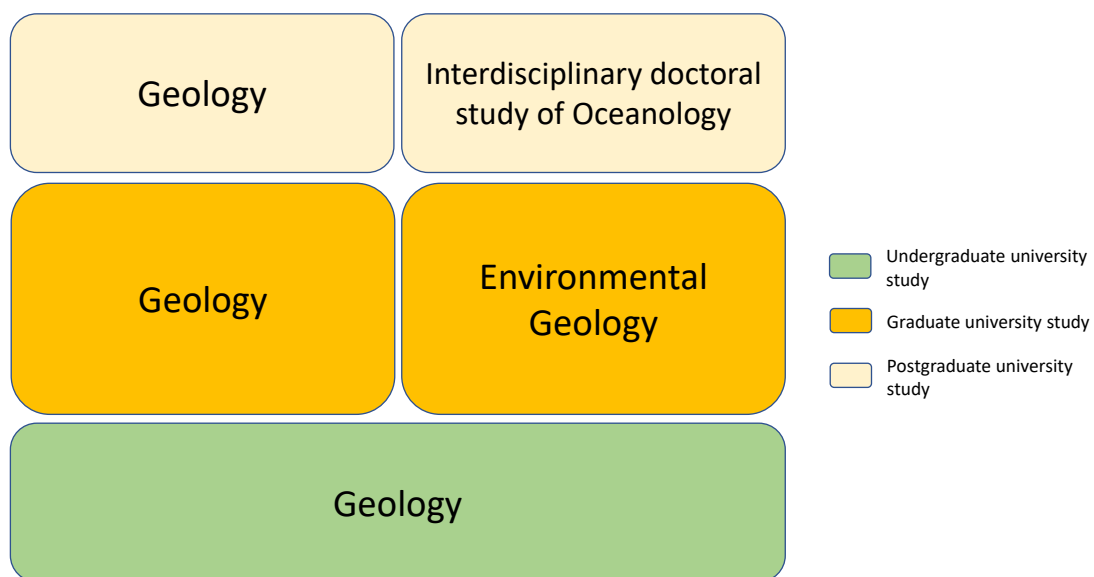 Geology
Interdisciplinary doctoral
study of Oceanology
Geology
Environmental
Geology
Undergraduate university
study
Graduate university study
Postgraduate university
study
Geology